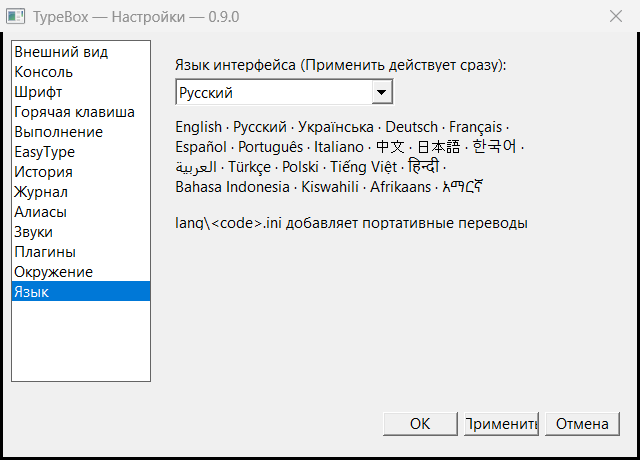 TypeBox — Настройки — 0.9.0
Внешний вид
Консоль
Шрифт
Горячая клавиша
Выполнение
EasyType
История
Журнал
Алиасы
Звуки
Плагины
Окружение
Язык
Язык интерфейса (Применить действует сразу):
Русский
English · Русский · Українська · Deutsch · Français ·
Español · Português · Italiano · 中文 · 日本語 · 한국어 ·
العربية · Türkçe · Polski · Tiếng Việt · हिन्दी ·
Bahasa Indonesia · Kiswahili · Afrikaans · አማርኛ
lang\<code>.ini добавляет портативные переводы
OK
Применить
Отмена